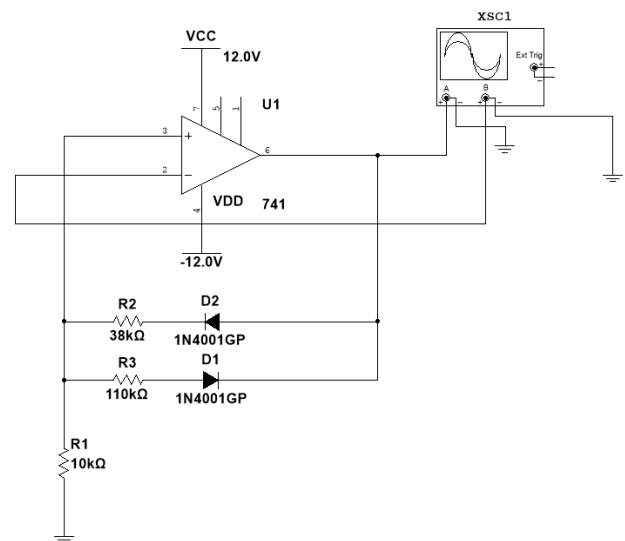 XSC1
VCC
12.0V
Ext Trig
+
-
A
B
+ - + -
U1
7
5
1
3
+
6
2
-
4
VDD
741
-12.0V
R2
38kΩ
D2
1N4001GP
R3
110kΩ
D1
1N4001GP
R1
10kΩ